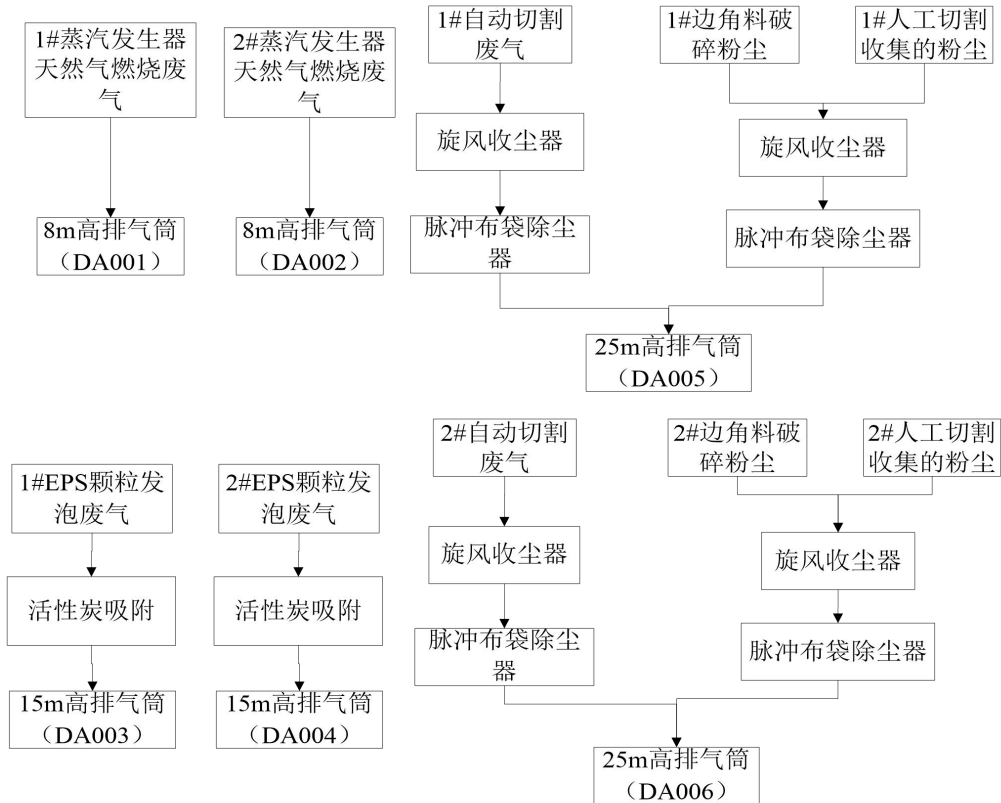 1#蒸汽发生器
天然气燃烧废
气
2#蒸汽发生器
天然气燃烧废
气
1#自动切割
废气
1#边角料破
碎粉尘
1#人工切割
收集的粉尘
旋风收尘器
旋风收尘器
8m高排气筒
（DA001）
8m高排气筒
（DA002）
脉冲布袋除尘
器
脉冲布袋除尘器
25m高排气筒
（DA005）
1#EPS颗粒发
泡废气
2#EPS颗粒发
泡废气
2#自动切割
废气
2#边角料破
碎粉尘
2#人工切割
收集的粉尘
活性炭吸附
活性炭吸附
旋风收尘器
旋风收尘器
15m高排气筒
（DA003）
15m高排气筒
（DA004）
脉冲布袋除尘
器
脉冲布袋除尘器
25m高排气筒
（DA006）